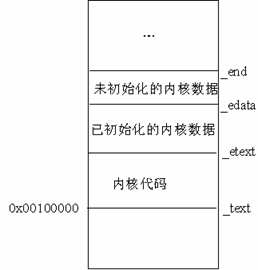 ...
_end
未初始化的内核数据
_edata
已初始化的内核数据
_etext
内核代码
0x00100000
_text